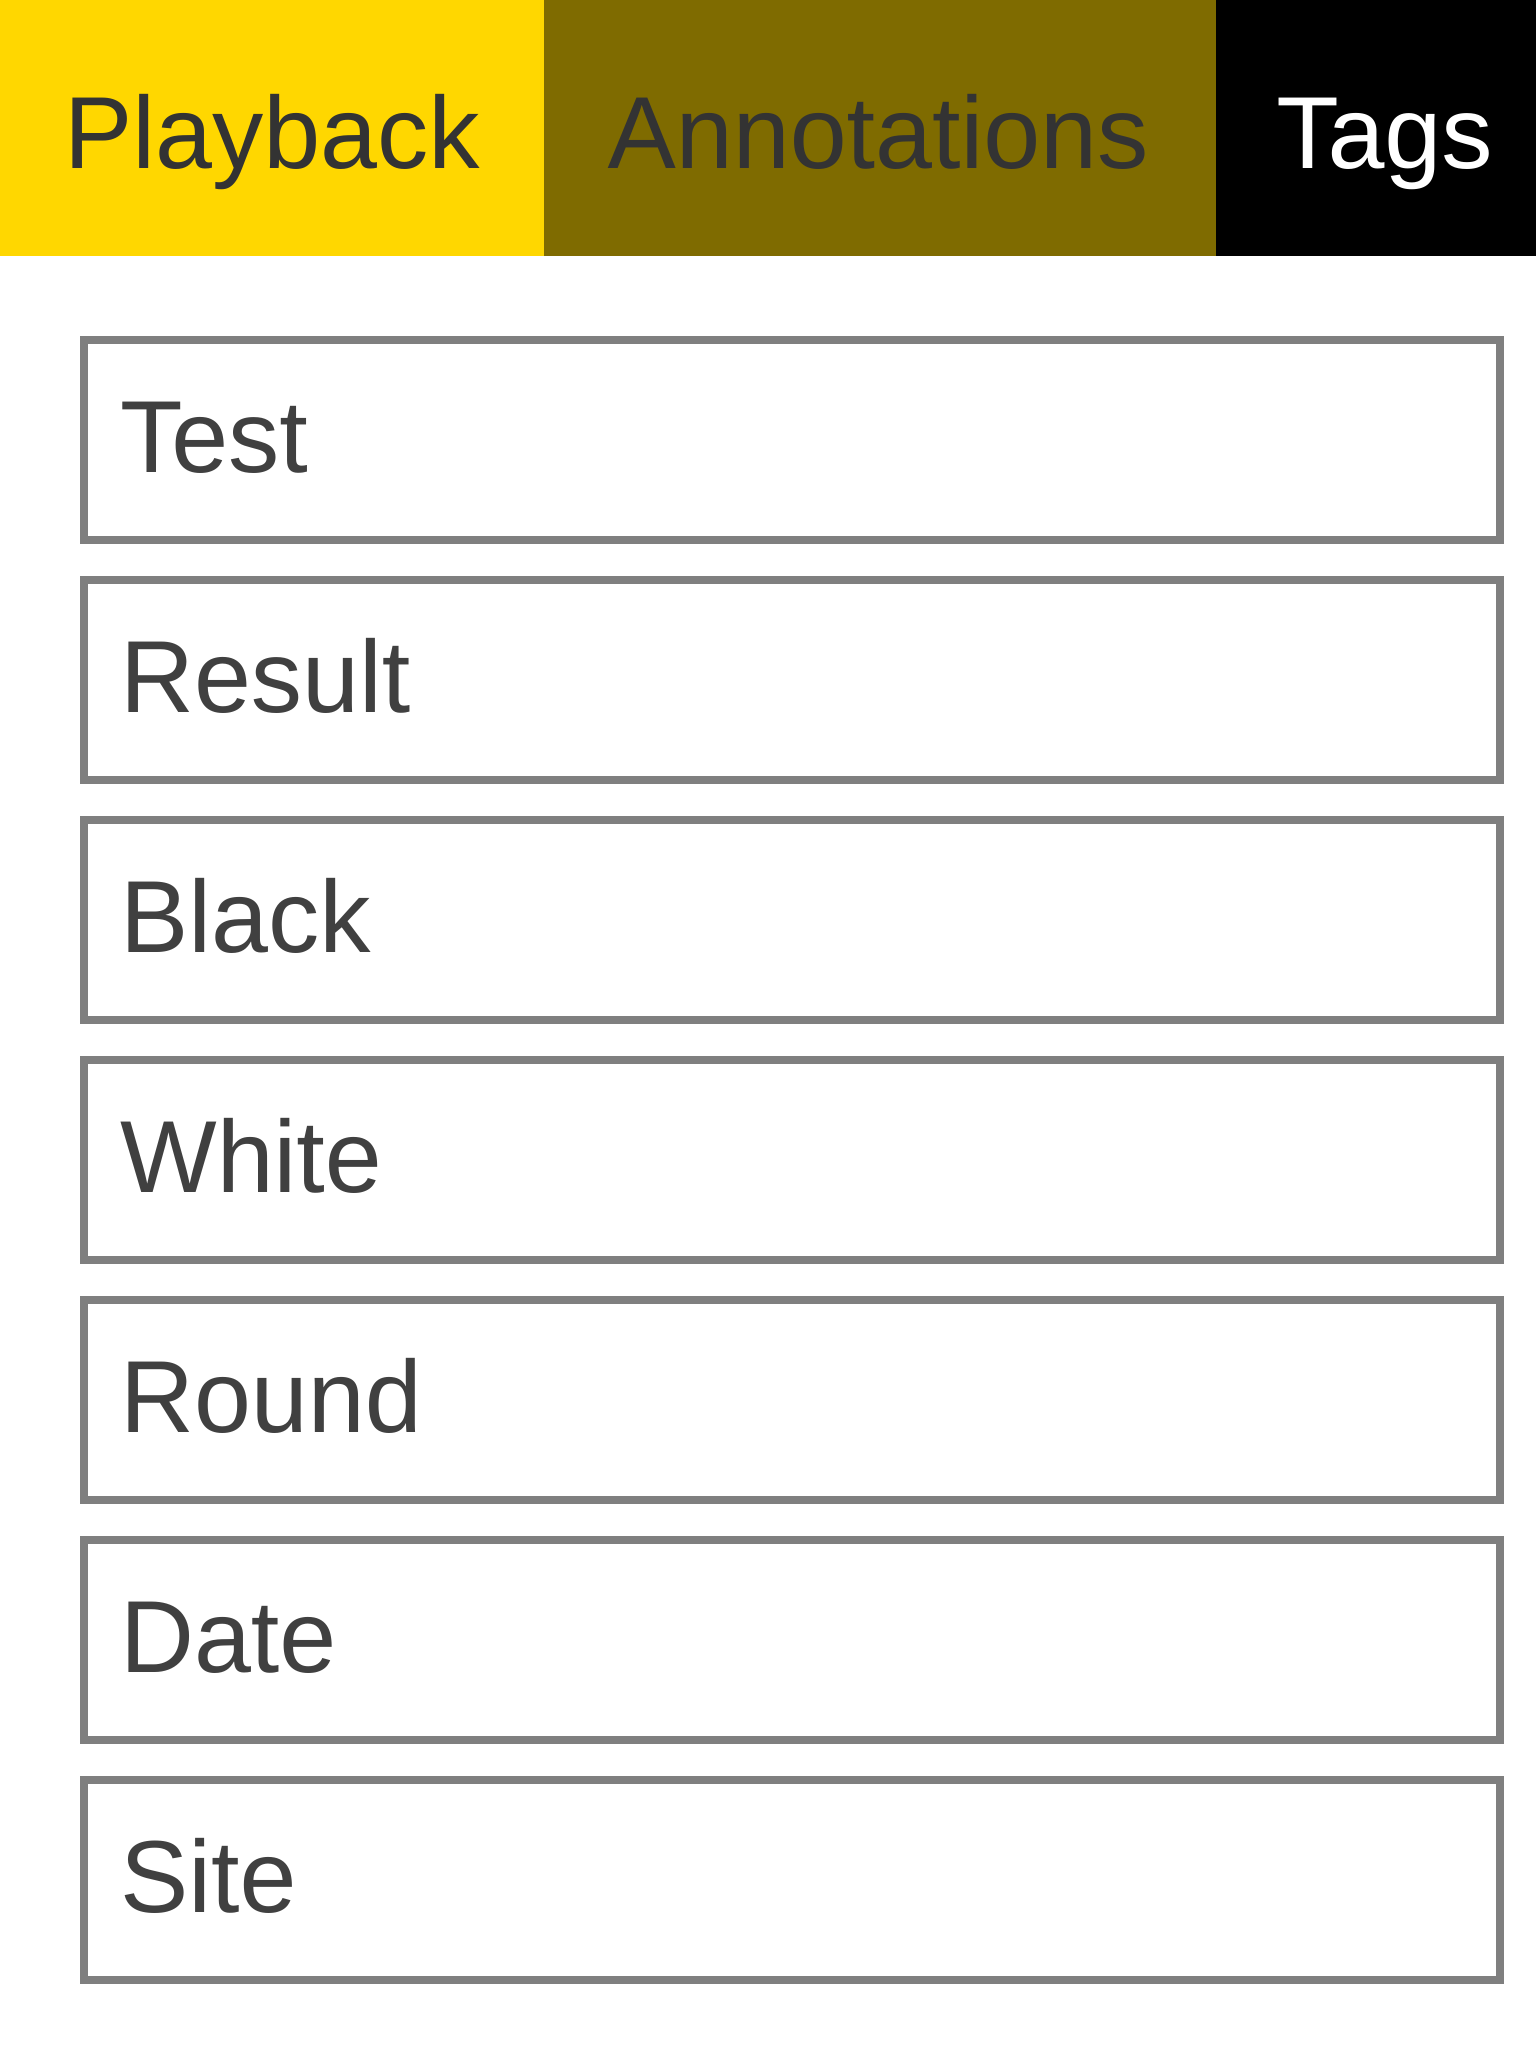 Playback Annotations Tags
Test
Result
Black
White
Round
Date
Site